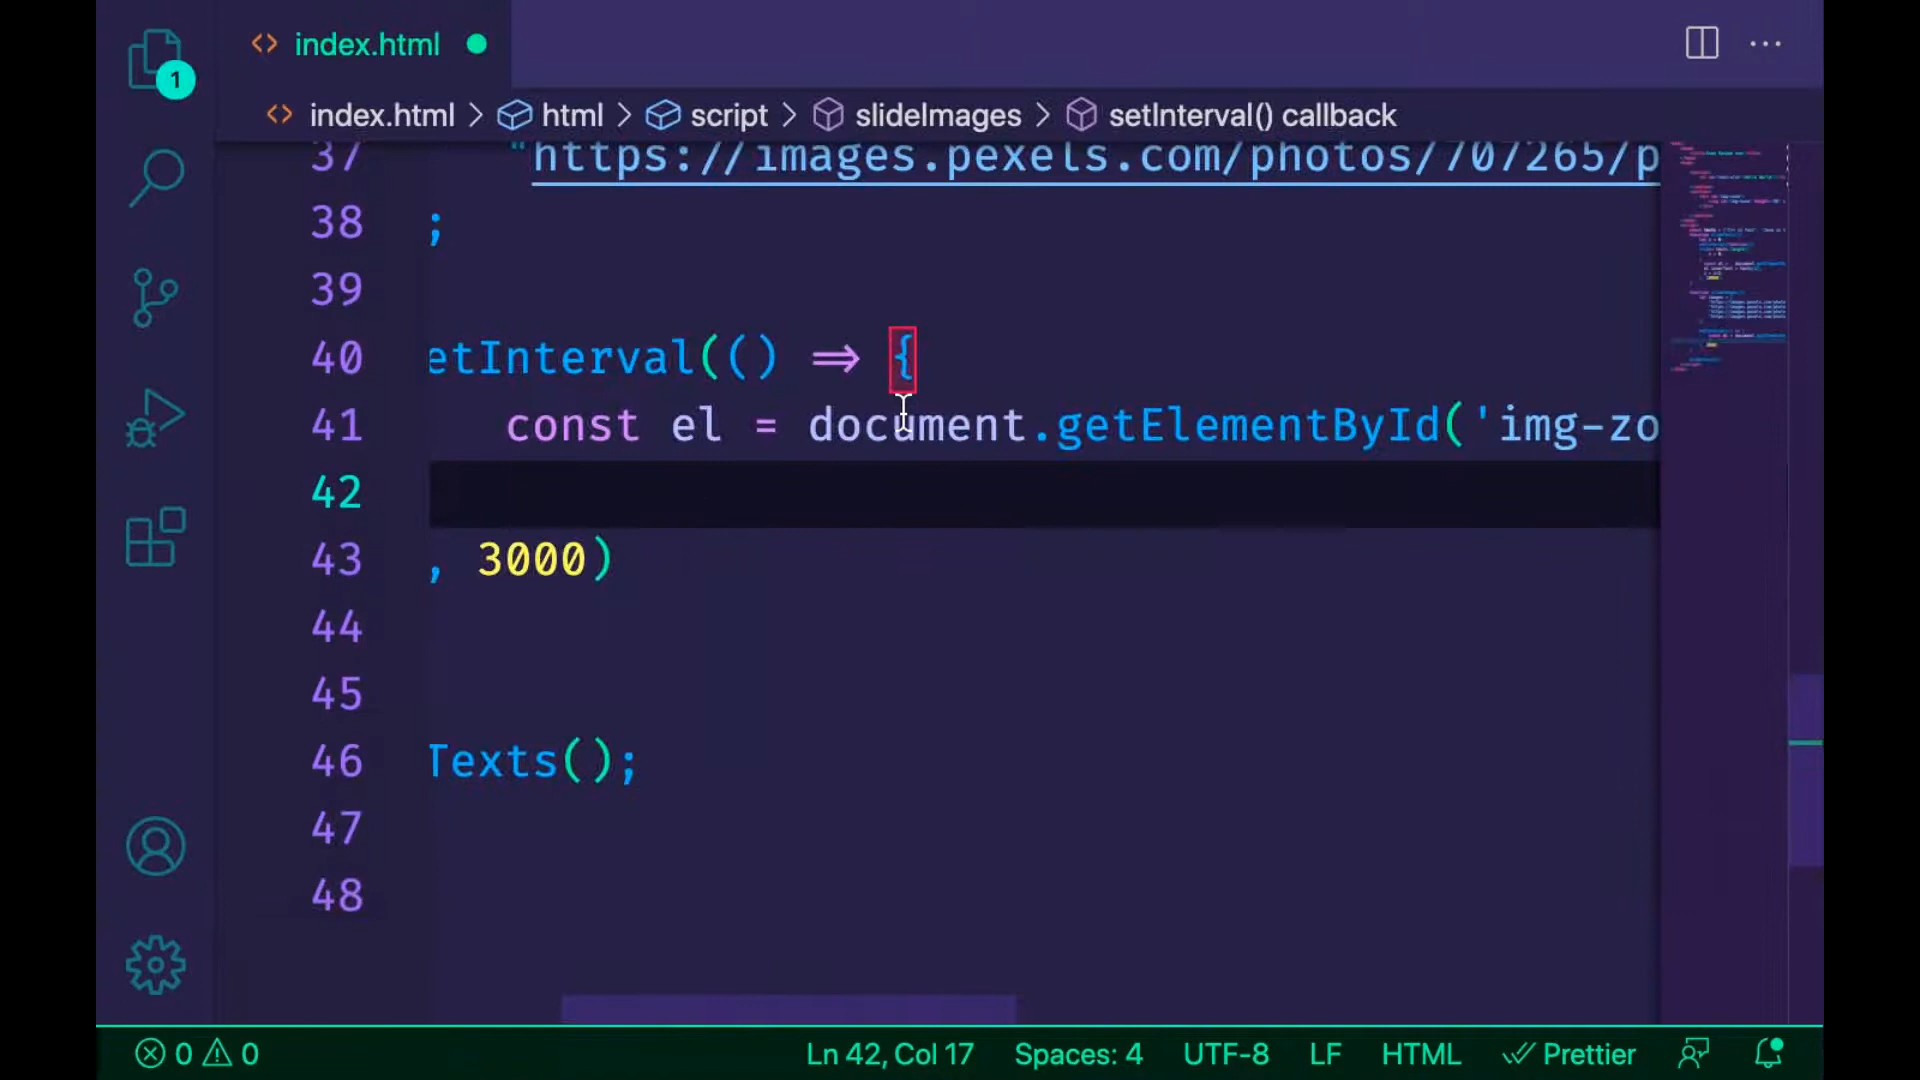 1
<> index.html
index.html > html > script > slideImages > setInterval() callback
37 "https://images.pexels.com/photos/707265/p
38 ;
39
40 etInterval(() => {
41 const el = document.getElementById('img-zo
42
43 , 3000)
44
45
46 Texts();
47
48
0 0 Ln 42, Col 17 Spaces: 4 UTF-8 LF HTML Prettier